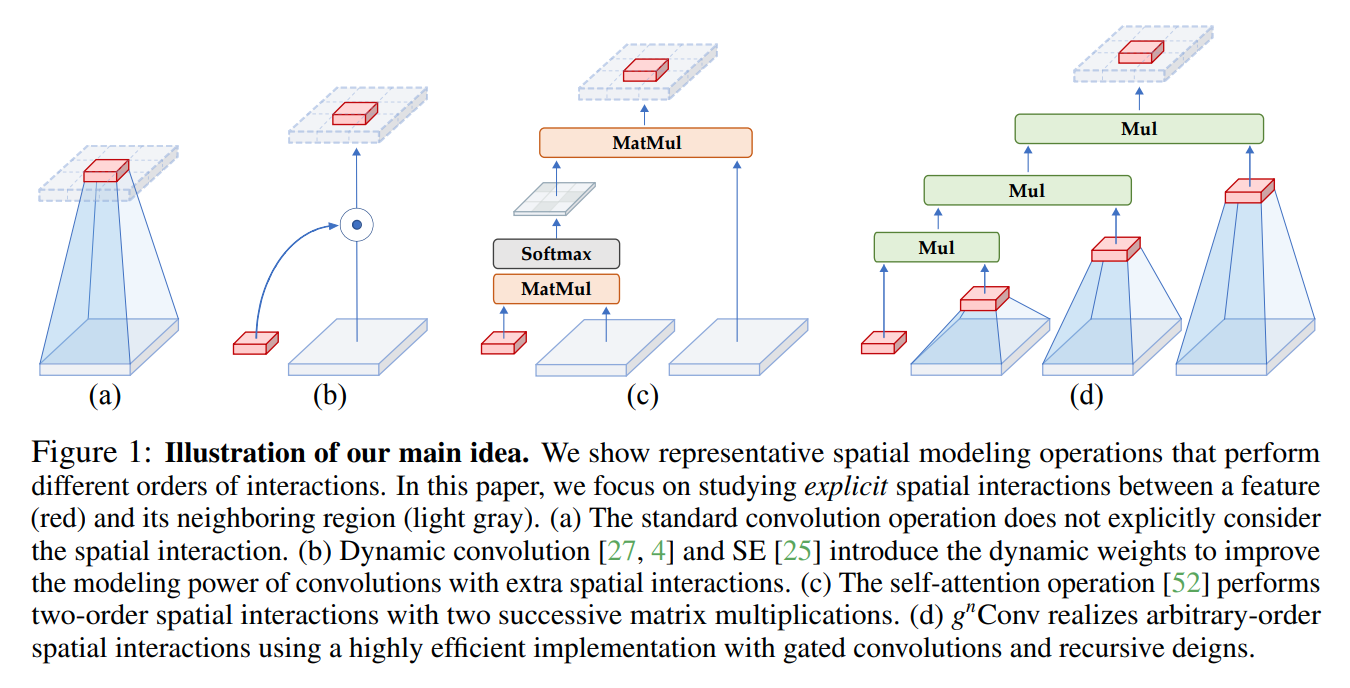 Mul
MatMul
Mul
Mul
Softmax
MatMul
(a)
(b)
(c)
(d)
Figure 1: Illustration of our main idea. We show representative spatial modeling operations that perform
different orders of interactions. In this paper, we focus on studying explicit spatial interactions between a feature
(red) and its neighboring region (light gray). (a) The standard convolution operation does not explicitly consider
the spatial interaction. (b) Dynamic convolution [27, 4] and SE [25] introduce the dynamic weights to improve
the modeling power of convolutions with extra spatial interactions. (c) The self-attention operation [52] performs
two-order spatial interactions with two successive matrix multiplications. (d) gⁿConv realizes arbitrary-order
spatial interactions using a highly efficient implementation with gated convolutions and recursive deigns.